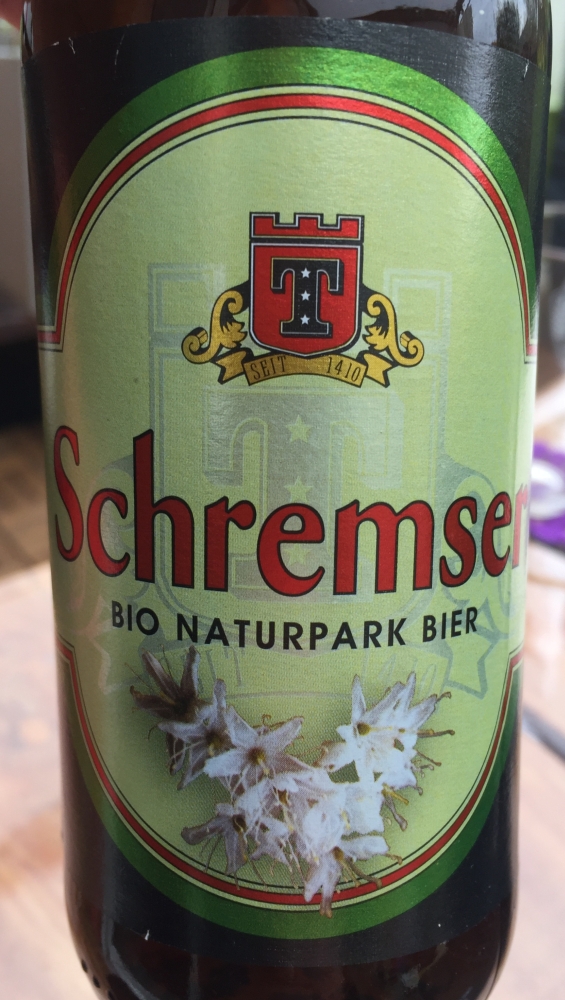 T
SEIT 1410
Schremser
BIO NATURPARK BIER